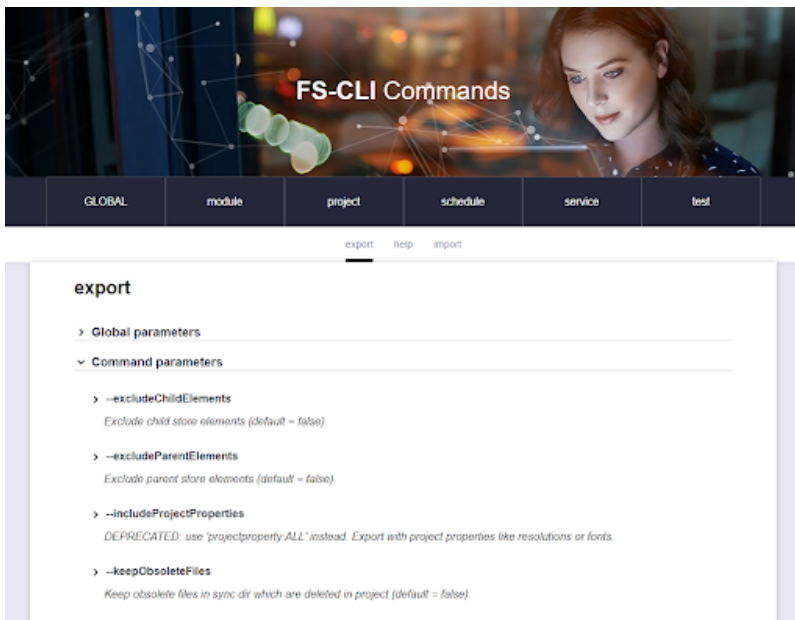 FS-CLI Commands
GLOBAL module project schedule service test
export help import
export
Global parameters
Command parameters
--excludeChildElements
Exclude child store elements (default = false).
--excludeParentElements
Exclude parent store elements (default = false).
--includeProjectProperties
DEPRECATED: use 'projectproperty:ALL' instead. Export with project properties like resolutions or fonts.
--keepObsoleteFiles
Keep obsolete files in sync dir which are deleted in project (default = false).